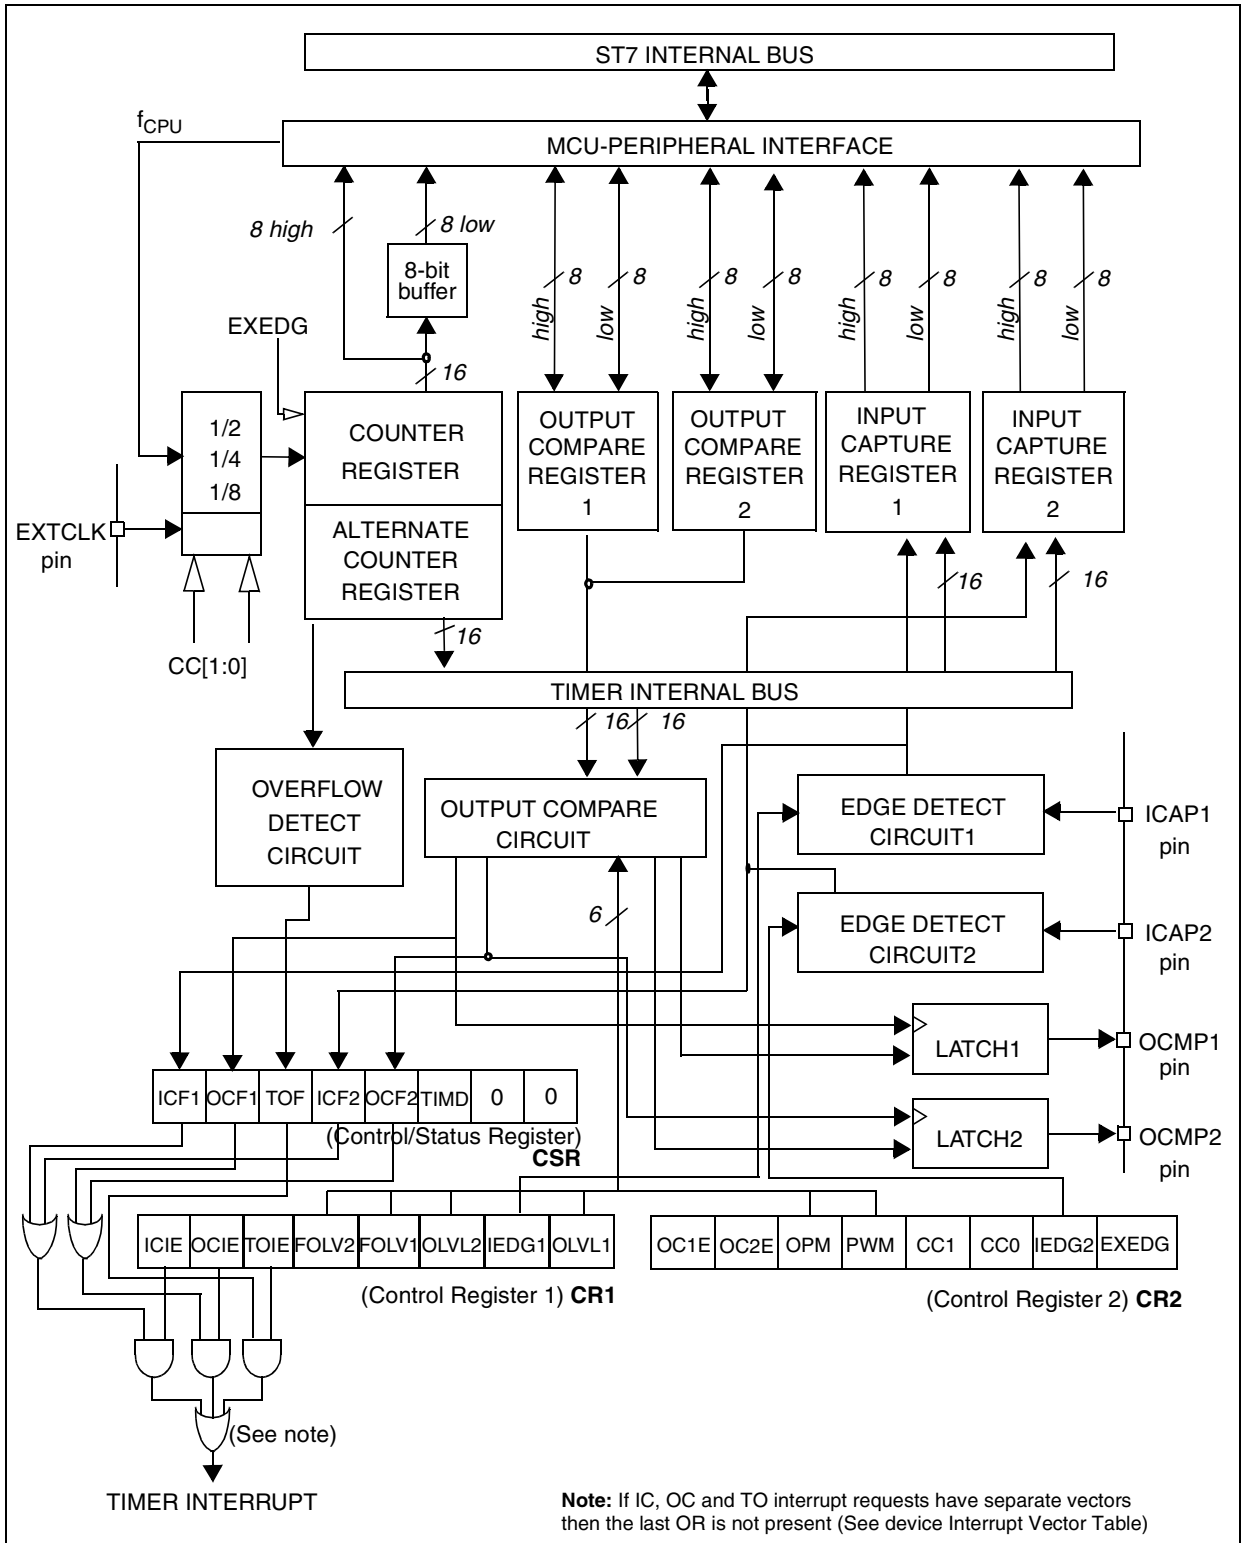 ST7 INTERNAL BUS
fCPU
MCU-PERIPHERAL INTERFACE
8 high
8 low
8-bit
buffer
8 8 8 8 8 8 8 8
high low high low high low high low
EXEDG
16
1/2
1/4
1/8
COUNTER
REGISTER
ALTERNATE
COUNTER
REGISTER
OUTPUT
COMPARE
REGISTER
1
OUTPUT
COMPARE
REGISTER
2
INPUT
CAPTURE
REGISTER
1
INPUT
CAPTURE
REGISTER
2
EXTCLK
pin
16
16
16
CC[1:0]
TIMER INTERNAL BUS
16 16
OVERFLOW
DETECT
CIRCUIT
OUTPUT COMPARE
CIRCUIT
EDGE DETECT
CIRCUIT1
ICAP1
pin
6
EDGE DETECT
CIRCUIT2
ICAP2
pin
LATCH1
OCMP1
pin
LATCH2
OCMP2
pin
ICF1 OCF1 TOF ICF2 OCF2 TIMD 0 0
(Control/Status Register)
CSR
ICIE OCIE TOIE FOLV2 FOLV1 OLVL2 IEDG1 OLVL1
(Control Register 1) CR1
OC1E OC2E OPM PWM CC1 CC0 IEDG2 EXEDG
(Control Register 2) CR2
(See note)
TIMER INTERRUPT
Note: If IC, OC and TO interrupt requests have separate vectors
then the last OR is not present (See device Interrupt Vector Table)